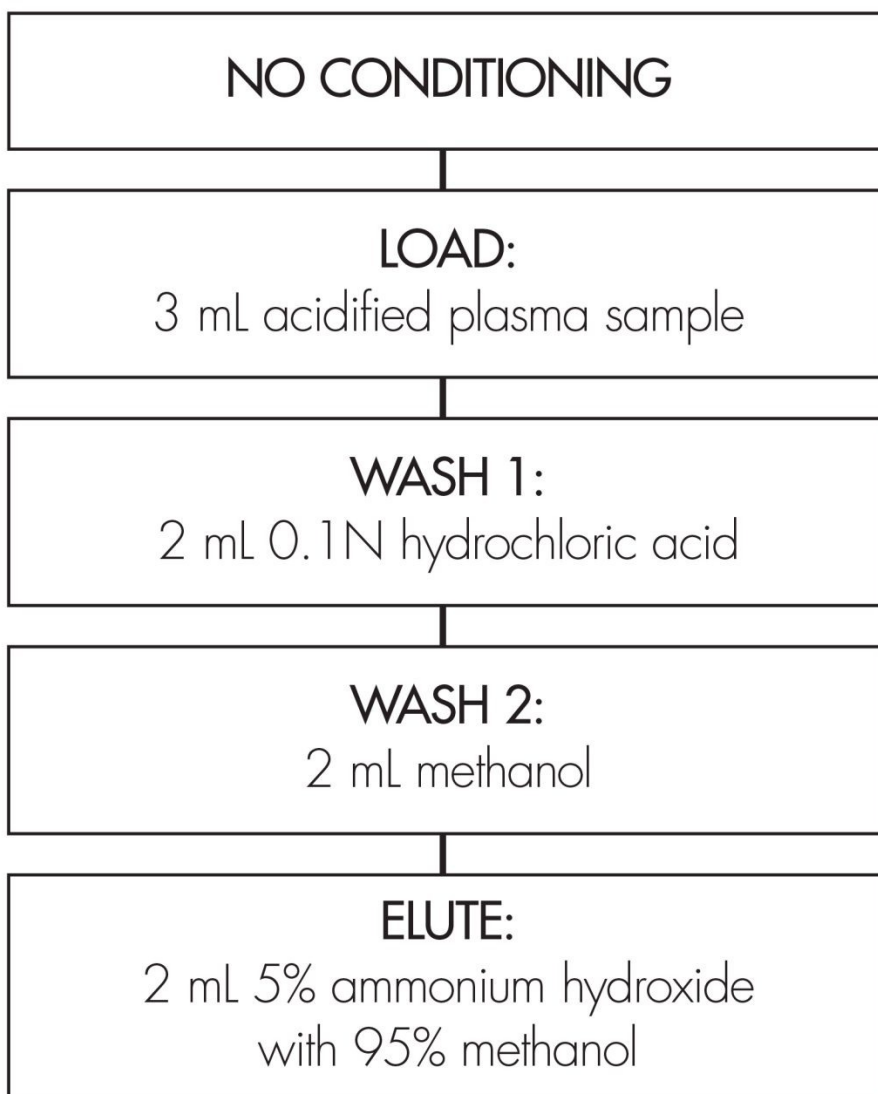 NO CONDITIONING
LOAD:
3 mL acidified plasma sample
WASH 1:
2 mL 0.1N hydrochloric acid
WASH 2:
2 mL methanol
ELUTE:
2 mL 5% ammonium hydroxide
with 95% methanol